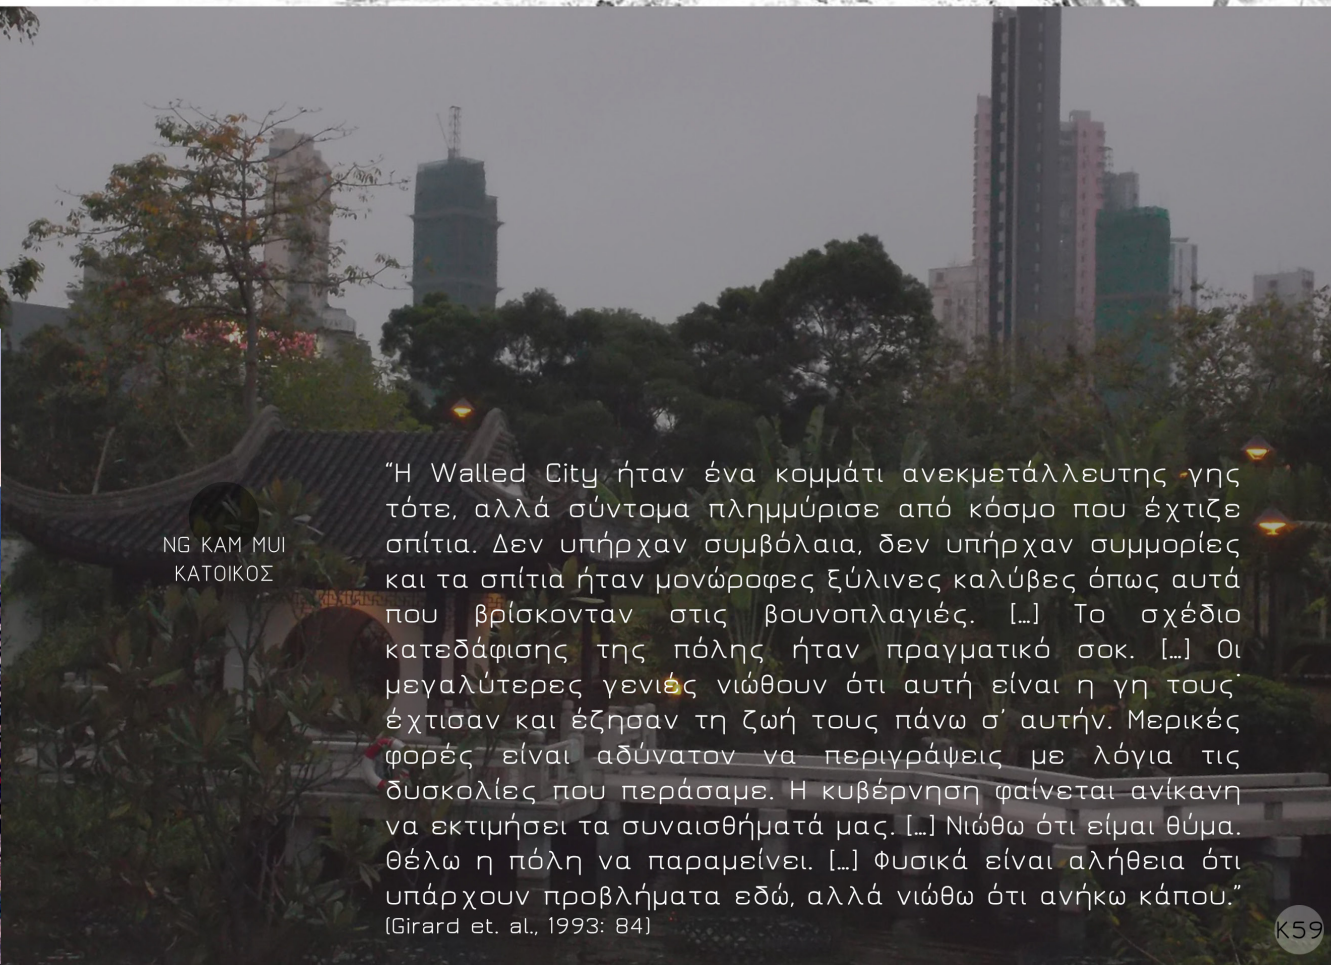 NG KAM MUI
ΚΑΤΟΙΚΟΣ
“Η Walled City ήταν ένα κομμάτι ανεκμετάλλευτης γης
τότε, αλλά σύντομα πλημμύρισε από κόσμο που έχτιζε
σπίτια. Δεν υπήρχαν συμβόλαια, δεν υπήρχαν συμμορίες
και τα σπίτια ήταν μονώροφες ξύλινες καλύβες όπως αυτά
που βρίσκονταν στις βουνοπλαγιές. [...] Το σχέδιο
κατεδάφισης της πόλης ήταν πραγματικό σοκ. [...] Οι
μεγαλύτερες γενιές νιώθουν ότι αυτή είναι η γη τους˙
έχτισαν και έζησαν τη ζωή τους πάνω σ’ αυτήν. Μερικές
φορές είναι αδύνατον να περιγράψεις με λόγια τις
δυσκολίες που περάσαμε. Η κυβέρνηση φαίνεται ανίκανη
να εκτιμήσει τα συναισθήματά μας. [...] Νιώθω ότι είμαι θύμα.
Θέλω η πόλη να παραμείνει. [...] Φυσικά είναι αλήθεια ότι
υπάρχουν προβλήματα εδώ, αλλά νιώθω ότι ανήκω κάπου.”
(Girard et. al., 1993: 84)
K59